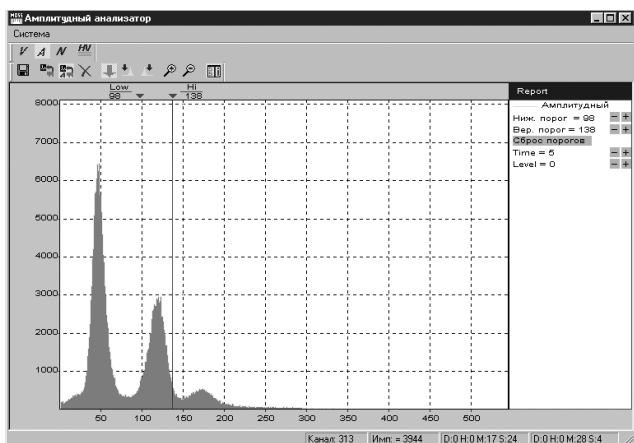 Амплитудный анализатор
Система
V A N HV
Low Hi
98 138
8000
7000
6000
5000
4000
3000
2000
1000
50 100 150 200 250 300 350 400 450 500
Report
Амплитудный
Ниж. порог = 98 - +
Вер. порог = 138 - +
Сброс порогов
Time = 5 - +
Level = 0 - +
Канал: 313 Имп: = 3944 D:0 H:0 M:17 S:24 D:0 H:0 M:28 S:4